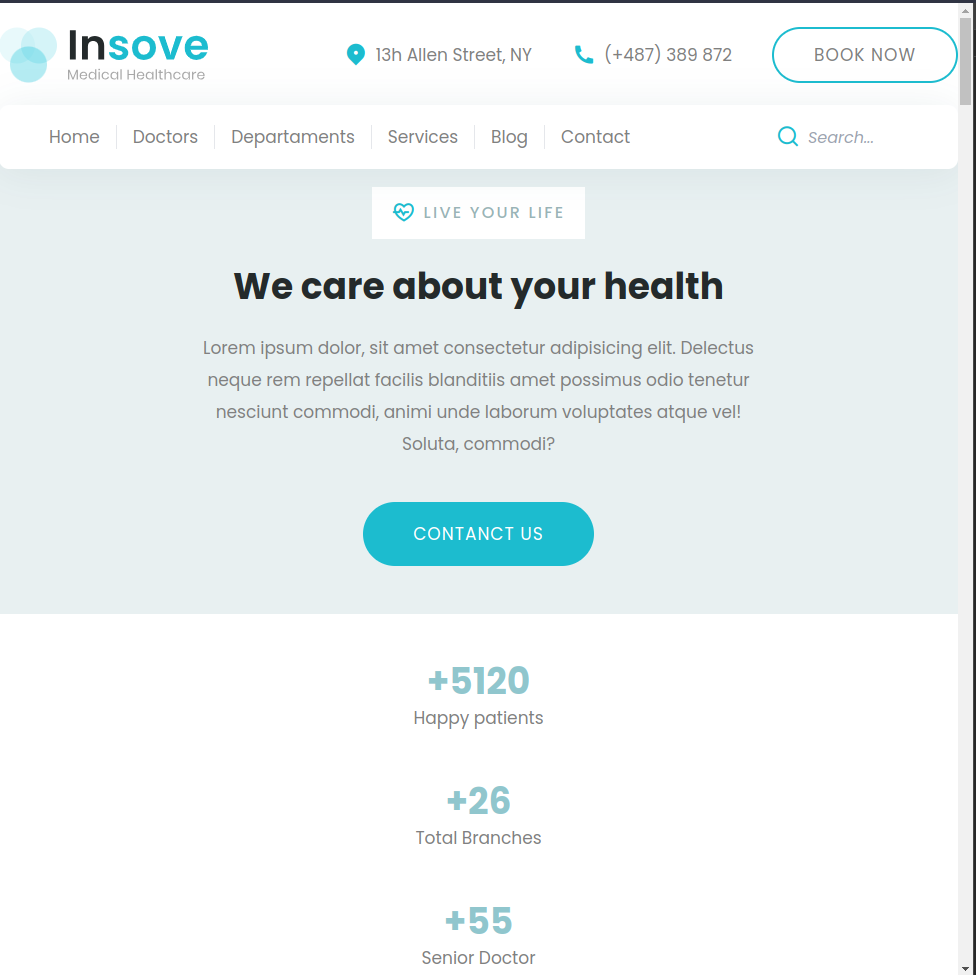 Insove
Medical Healthcare
13h Allen Street, NY
(+487) 389 872
BOOK NOW
Home
Doctors
Departaments
Services
Blog
Contact
Search...
LIVE YOUR LIFE
We care about your health
Lorem ipsum dolor, sit amet consectetur adipisicing elit. Delectus
neque rem repellat facilis blanditiis amet possimus odio tenetur
nesciunt commodi, animi unde laborum voluptates atque vel!
Soluta, commodi?
CONTANCT US
+5120
Happy patients
+26
Total Branches
+55
Senior Doctor